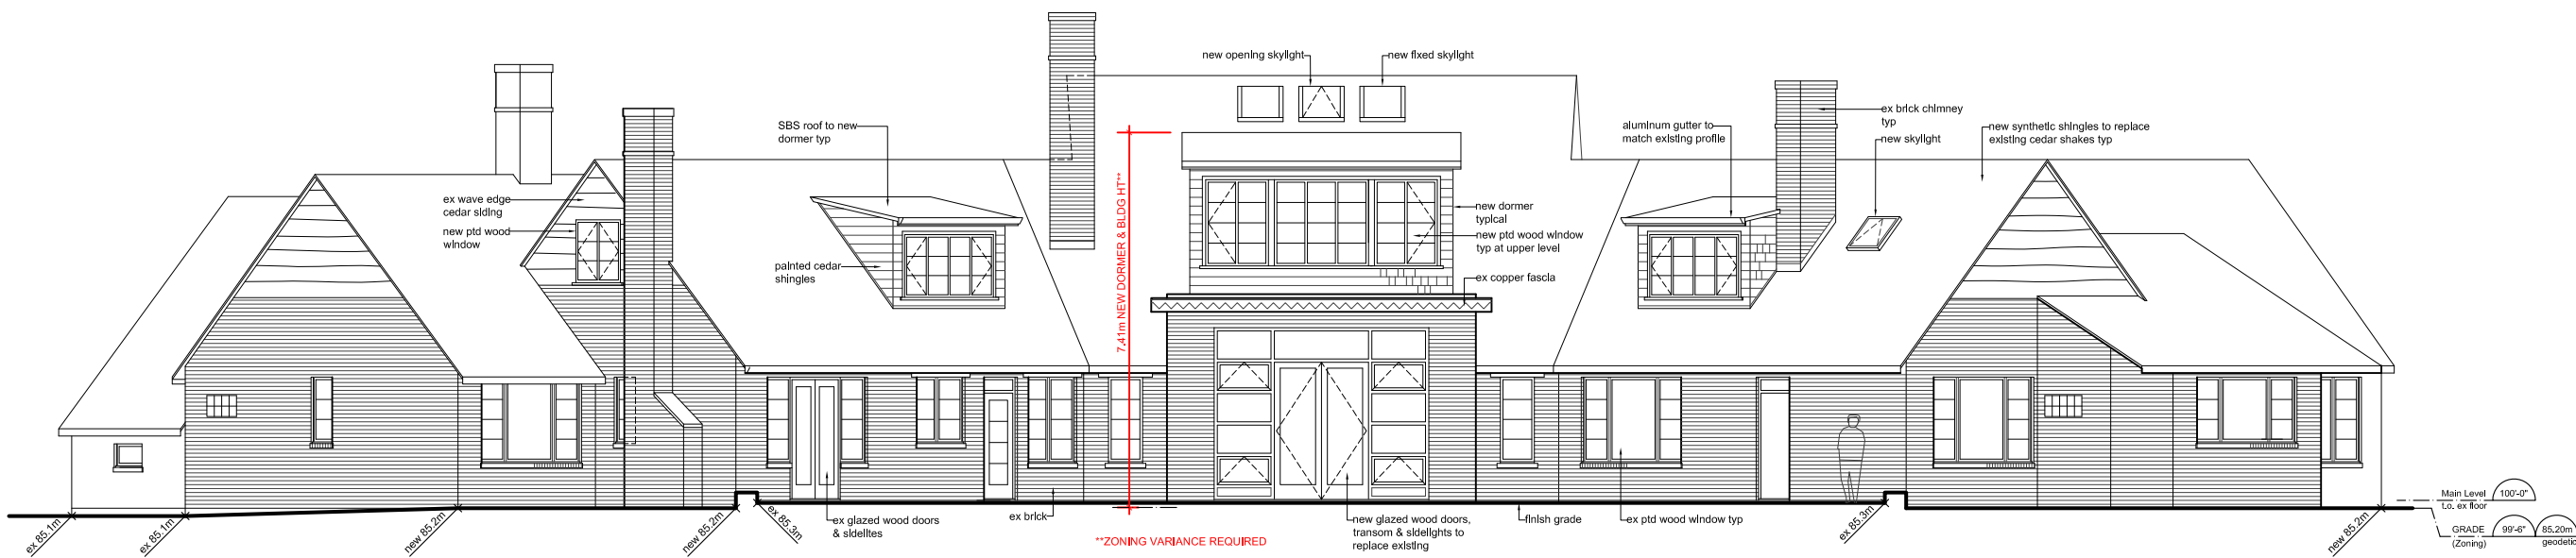 new opening skylight
new fixed skylight
SBS roof to new
dormer typ
aluminum gutter to
match existing profile
ex brick chimney
typ
new skylight
new synthetic shingles to replace
existing cedar shakes typ
ex wave edge
cedar siding
new ptd wood
window
painted cedar
shingles
7.41m NEW DORMER & BLDG HT**
new dormer
typical
new ptd wood window
typ at upper level
ex copper fascia
ex 85.1m
ex 85.1m
new 85.2m
new 85.2m
ex 85.3m
ex glazed wood doors
& sidelites
ex brick
**ZONING VARIANCE REQUIRED
new glazed wood doors,
transom & sidelights to
replace existing
finish grade
ex ptd wood window typ
ex 85.3m
new 85.2m
Main Level
t.o. ex floor
100'-0"
GRADE
(Zoning)
99'-6"
85.20m
geodetic